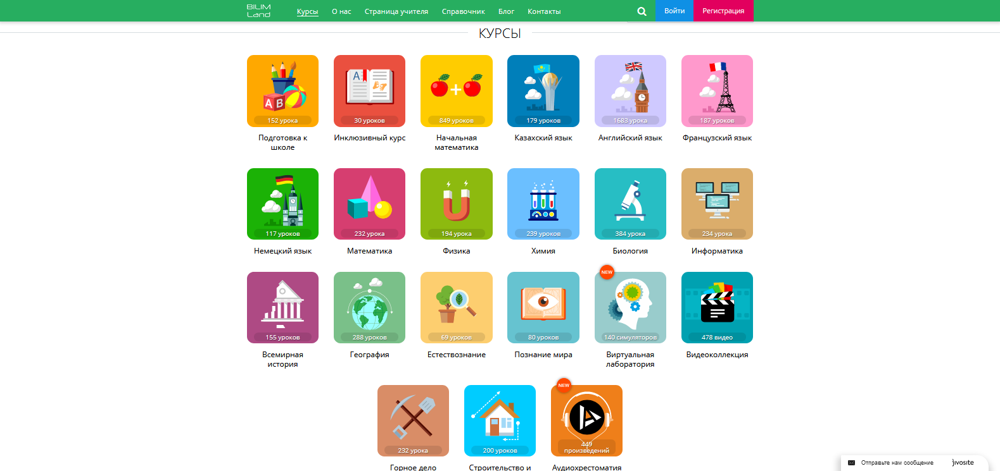 BILIM
Land
Курсы
О нас
Страница учителя
Справочник
Блог
Контакты
Войти
Регистрация
КУРСЫ
A
A B
152 урока
30 уроков
849 уроков
179 уроков
1683 урока
187 уроков
Подготовка к
школе
Инклюзивный курс
Начальная
математика
Казахский язык
Английский язык
Французский язык
117 уроков
232 урока
194 урока
239 уроков
384 урока
234 урока
Немецкий язык
Математика
Физика
Химия
Биология
Информатика
NEW
155 уроков
288 уроков
69 уроков
80 уроков
140 симуляторов
478 видео
Всемирная
история
География
Естествознание
Познание мира
Виртуальная
лаборатория
Видеоколлекция
NEW
232 урока
200 уроков
449
произведений
Горное дело
Строительство и
Аудиохрестоматия
Отправьте нам сообщение
jivosite